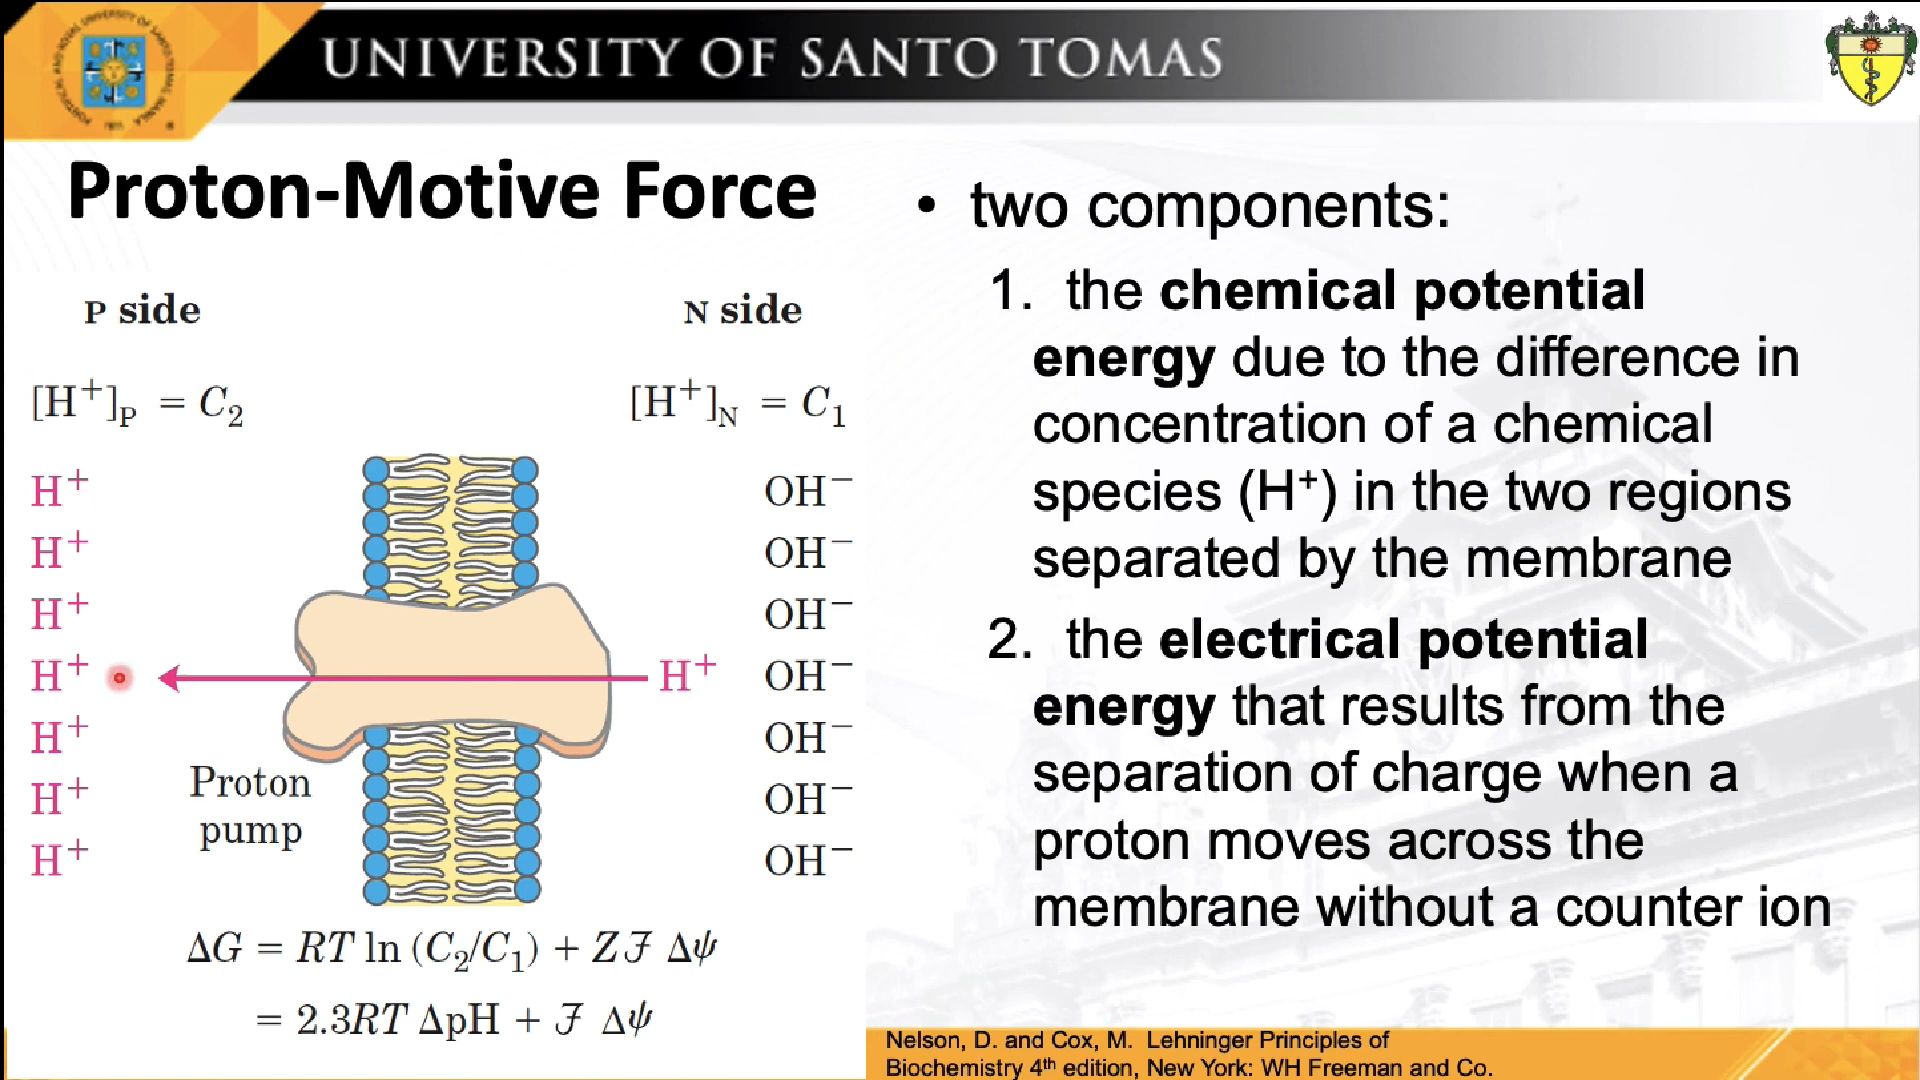 UNIVERSITY OF SANTO TOMAS
Proton-Motive Force
P side
N side
[H⁺]P = C₂
[H⁺]N = C₁
H⁺
H⁺
H⁺
H⁺
H⁺
H⁺
H⁺
H⁺
OH⁻
OH⁻
OH⁻
OH⁻
OH⁻
OH⁻
OH⁻
Proton
pump
ΔG = RT ln (C₂/C₁) + Zℱ Δψ
= 2.3RT ΔpH + ℱ Δψ
• two components:
1. the chemical potential
energy due to the difference in
concentration of a chemical
species (H⁺) in the two regions
separated by the membrane
2. the electrical potential
energy that results from the
separation of charge when a
proton moves across the
membrane without a counter ion
Nelson, D. and Cox, M. Lehninger Principles of
Biochemistry 4th edition, New York: WH Freeman and Co.